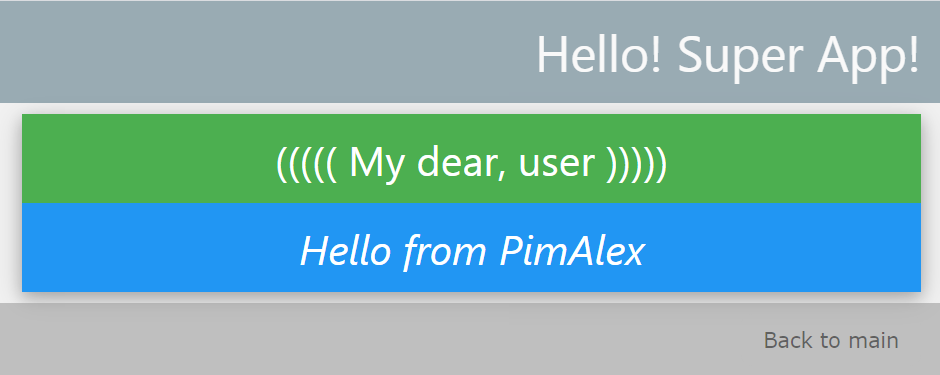 Hello! Super App!
((((( My dear, user )))))
Hello from PimAlex
Back to main